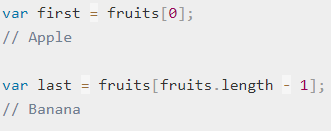 var first = fruits[0];
// Apple
var last = fruits[fruits.length - 1];
// Banana